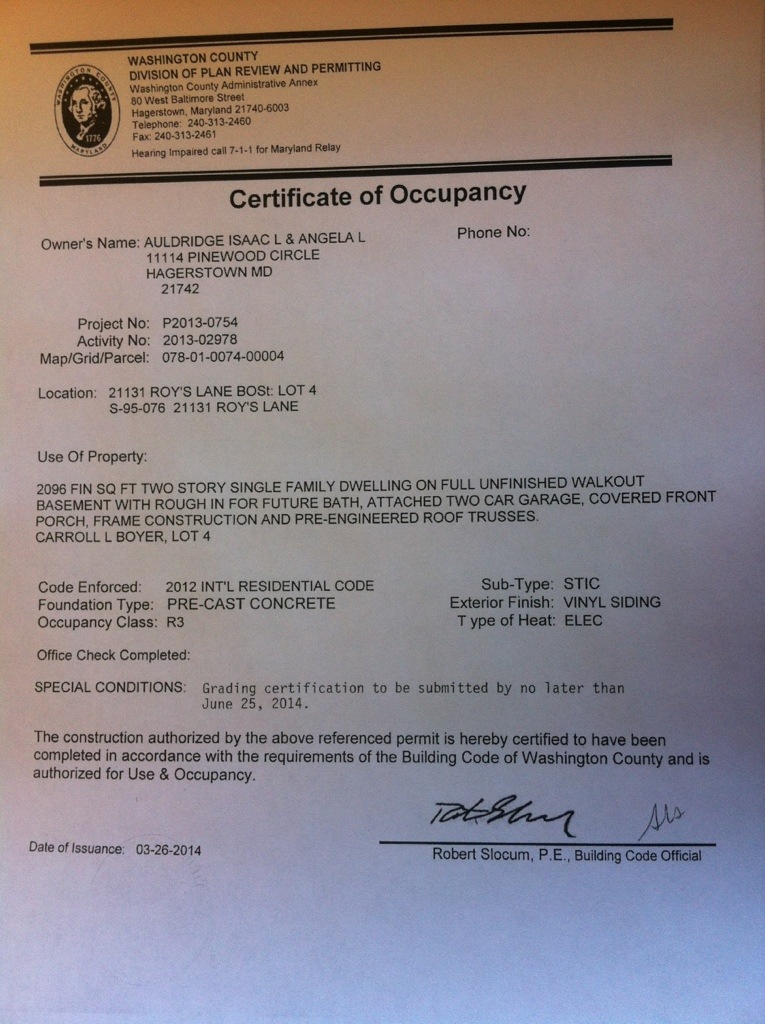 WASHINGTON COUNTY
DIVISION OF PLAN REVIEW AND PERMITTING
Washington County Administrative Annex
80 West Baltimore Street
Hagerstown, Maryland 21740-6003
Telephone: 240-313-2460
Fax: 240-313-2461
Hearing Impaired call 7-1-1 for Maryland Relay
WASHINGTON COUNTY
1776
MARYLAND
Certificate of Occupancy
Owner's Name: AULDRIDGE ISAAC L & ANGELA L
Phone No:
11114 PINEWOOD CIRCLE
HAGERSTOWN MD
21742
Project No: P2013-0754
Activity No: 2013-02978
Map/Grid/Parcel: 078-01-0074-00004
Location: 21131 ROY'S LANE BOSt: LOT 4
S-95-076 21131 ROY'S LANE
Use Of Property:
2096 FIN SQ FT TWO STORY SINGLE FAMILY DWELLING ON FULL UNFINISHED WALKOUT
BASEMENT WITH ROUGH IN FOR FUTURE BATH, ATTACHED TWO CAR GARAGE, COVERED FRONT
PORCH, FRAME CONSTRUCTION AND PRE-ENGINEERED ROOF TRUSSES.
CARROLL L BOYER, LOT 4
Code Enforced: 2012 INT'L RESIDENTIAL CODE
Sub-Type: STIC
Foundation Type: PRE-CAST CONCRETE
Exterior Finish: VINYL SIDING
Occupancy Class: R3
Type of Heat: ELEC
Office Check Completed:
SPECIAL CONDITIONS: Grading certification to be submitted by no later than
June 25, 2014.
The construction authorized by the above referenced permit is hereby certified to have been
completed in accordance with the requirements of the Building Code of Washington County and is
authorized for Use & Occupancy.
Date of Issuance: 03-26-2014
Robert Slocum, P.E., Building Code Official